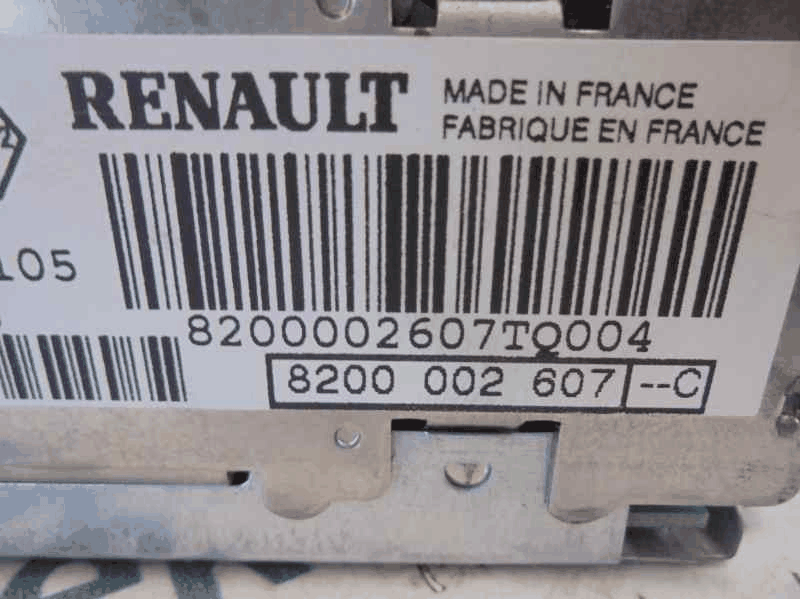 RENAULT
MADE IN FRANCE
FABRIQUE EN FRANCE
105
8200002607TQ004
8200 002 607 --C